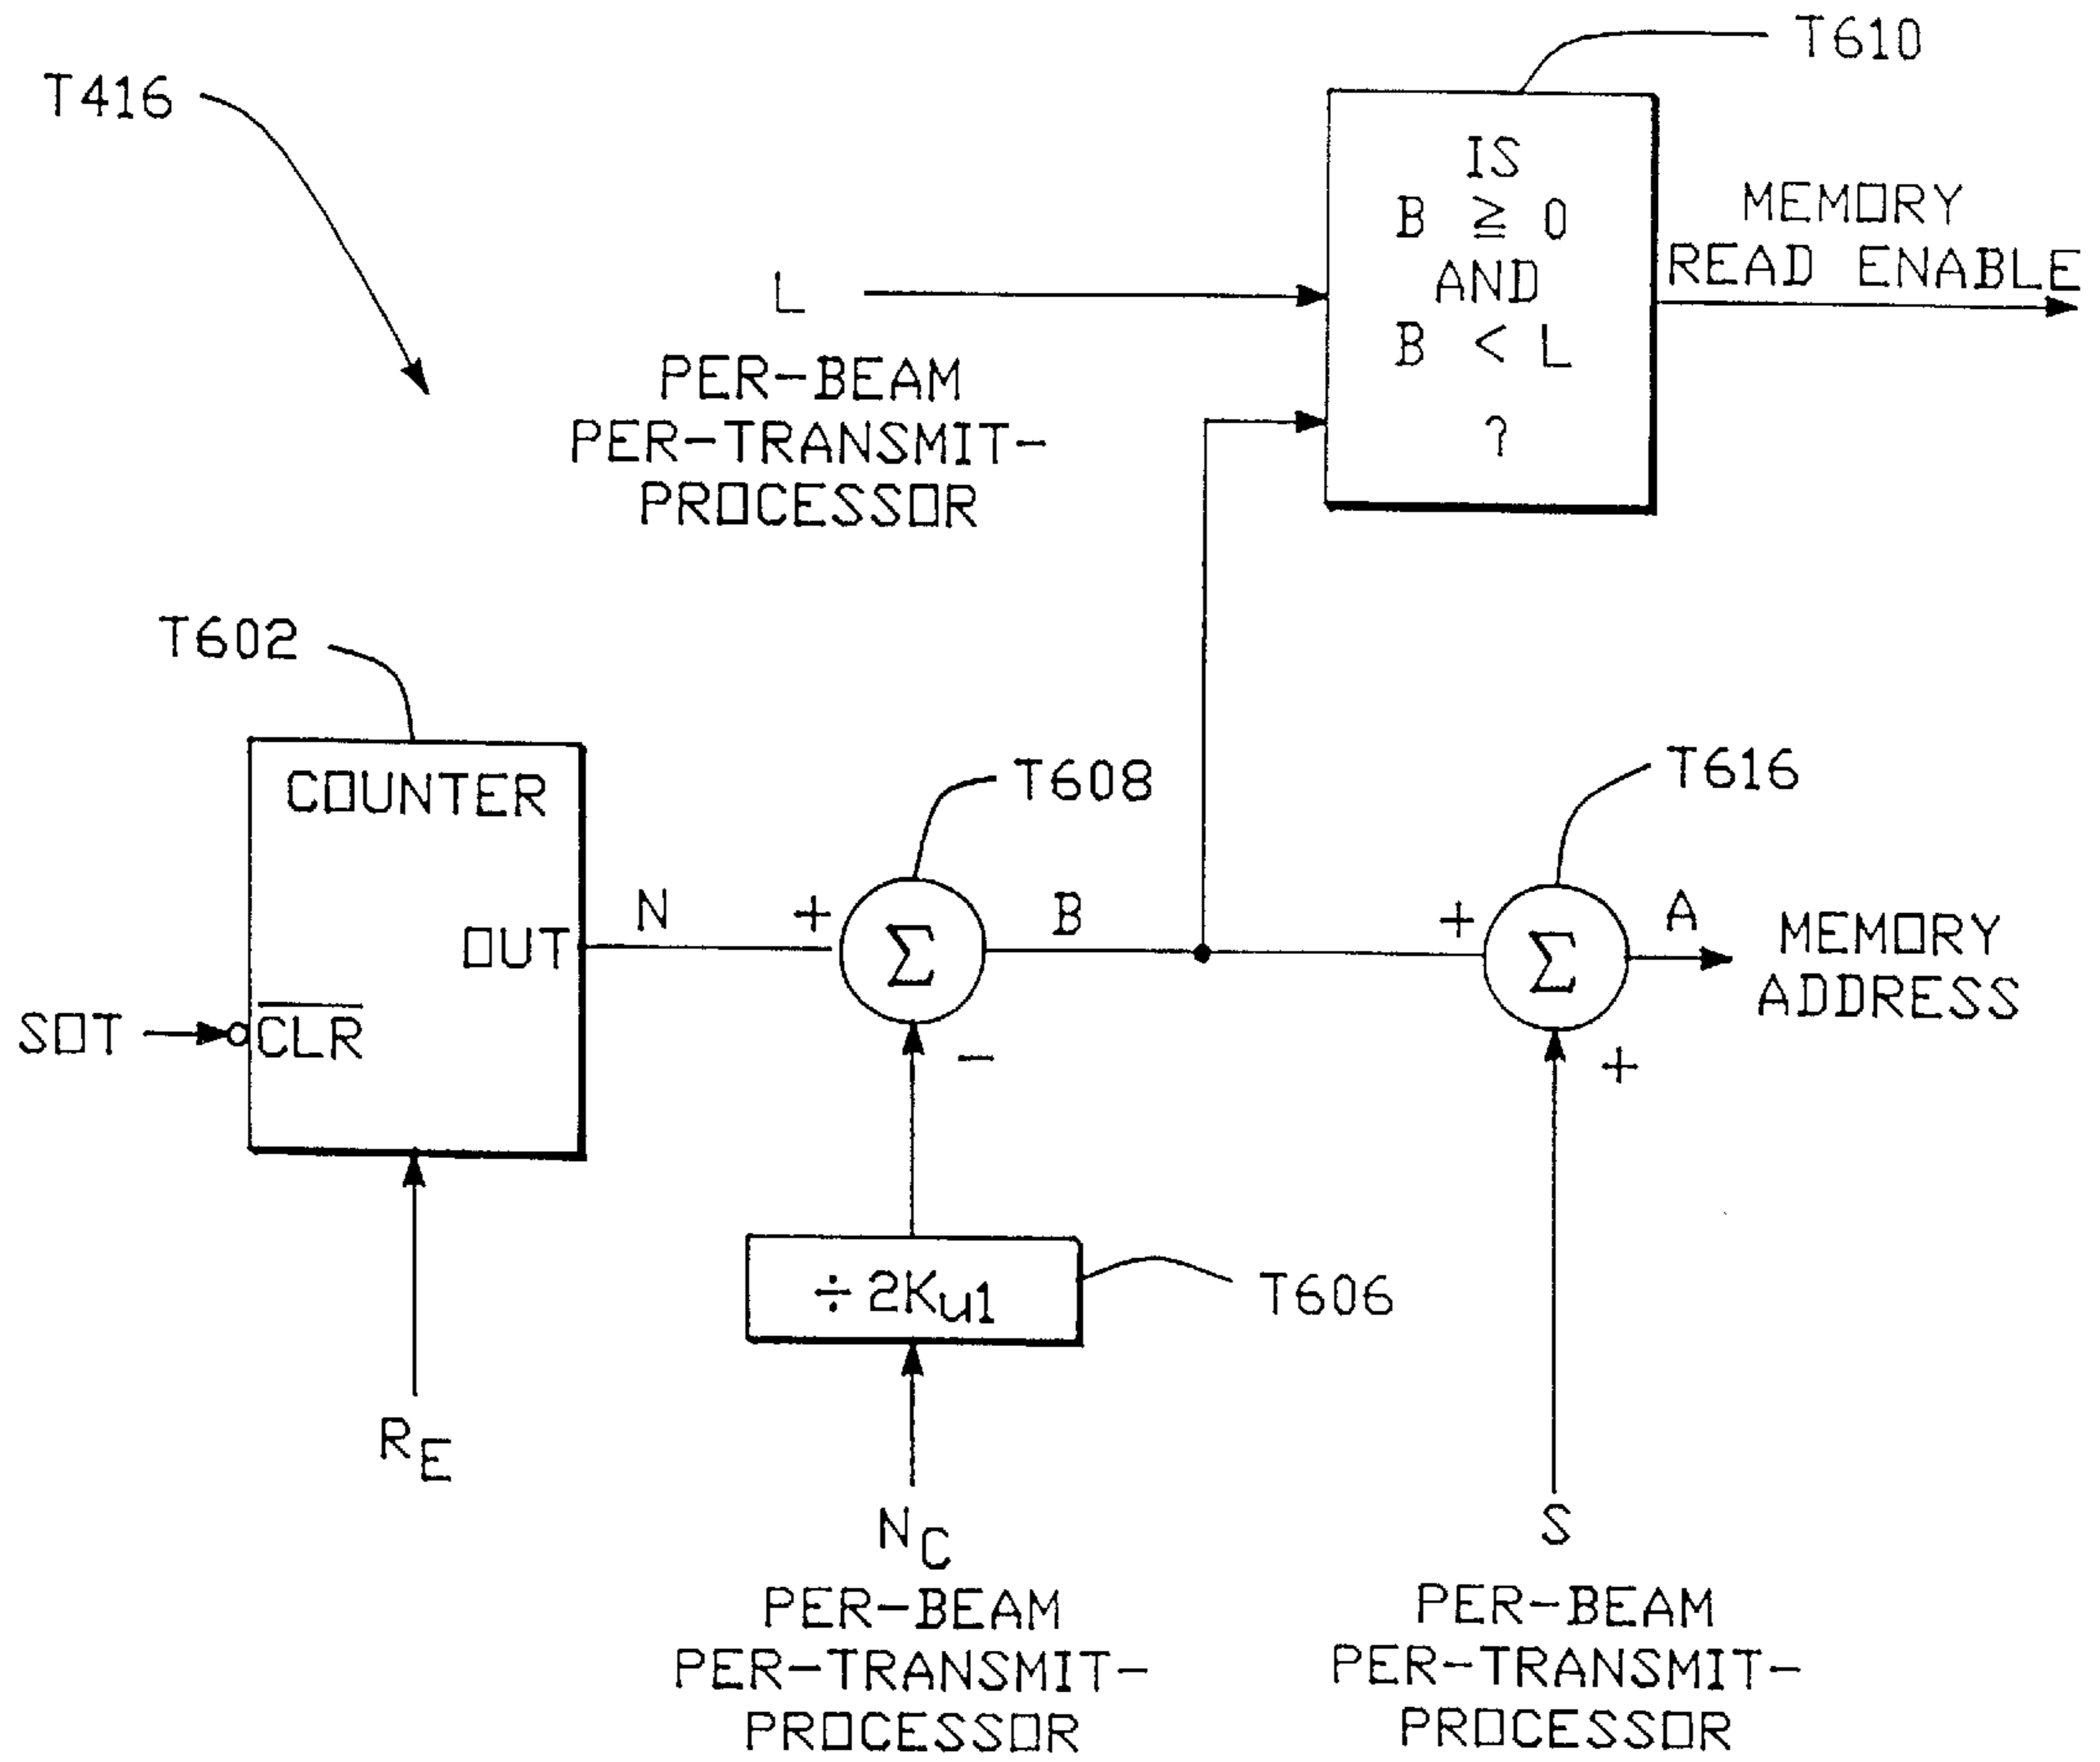 T610
T416
IS
B ≧ 0
AND
B < L
?
MEMORY
READ ENABLE
L
PER-BEAM
PER-TRANSMIT-
PROCESSOR
T602
COUNTER
OUT
SOT
CLR
N
+
T608
Σ
−
B
T616
+
Σ
+
A
MEMORY
ADDRESS
÷ 2Ku1
T606
RE
NC
PER-BEAM
PER-TRANSMIT-
PROCESSOR
S
PER-BEAM
PER-TRANSMIT-
PROCESSOR